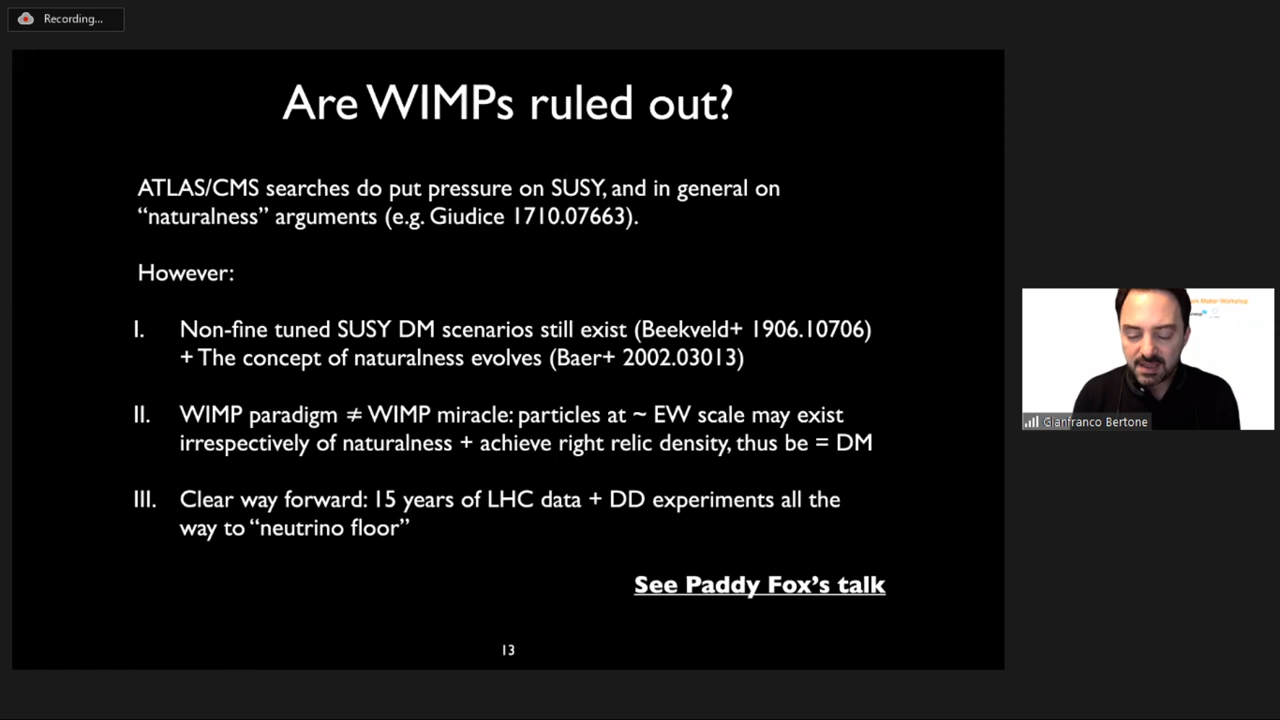 Recording...
Are WIMPs ruled out?
ATLAS/CMS searches do put pressure on SUSY, and in general on
“naturalness” arguments (e.g. Giudice 1710.07663).
However:
I. Non-fine tuned SUSY DM scenarios still exist (Beekveld+ 1906.10706)
+ The concept of naturalness evolves (Baer+ 2002.03013)
II. WIMP paradigm ≠ WIMP miracle: particles at ~ EW scale may exist
irrespectively of naturalness + achieve right relic density, thus be = DM
III. Clear way forward: 15 years of LHC data + DD experiments all the
way to “neutrino floor”
See Paddy Fox’s talk
13
Matter Workshop
Gianfranco Bertone